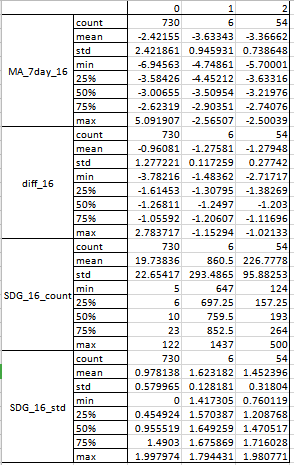 0 1 2
MA_7day_16 count 730 6 54
mean -2.42155 -3.63343 -3.36662
std 2.421861 0.945931 0.738648
min -6.94563 -4.74861 -5.70001
25% -3.58426 -4.45212 -3.63316
50% -3.00655 -3.50954 -3.21976
75% -2.62319 -2.90351 -2.74076
max 5.091907 -2.56507 -2.50039
diff_16 count 730 6 54
mean -0.96081 -1.27581 -1.27948
std 1.277221 0.117259 0.27742
min -3.78216 -1.48362 -2.71717
25% -1.61453 -1.30795 -1.38269
50% -1.26811 -1.2497 -1.203
75% -1.05592 -1.20607 -1.11696
max 2.783717 -1.15294 -1.02133
SDG_16_count count 730 6 54
mean 19.73836 860.5 226.7778
std 22.65417 293.4865 95.88253
min 5 647 124
25% 6 697.25 157.25
50% 10 759.5 193
75% 23 852.5 264
max 122 1437 500
SDG_16_std count 730 6 54
mean 0.978138 1.623182 1.452396
std 0.579965 0.128181 0.31804
min 0 1.417305 0.760119
25% 0.454924 1.570387 1.208768
50% 0.955519 1.649259 1.470517
75% 1.4903 1.675869 1.716028
max 1.997974 1.794431 1.980771